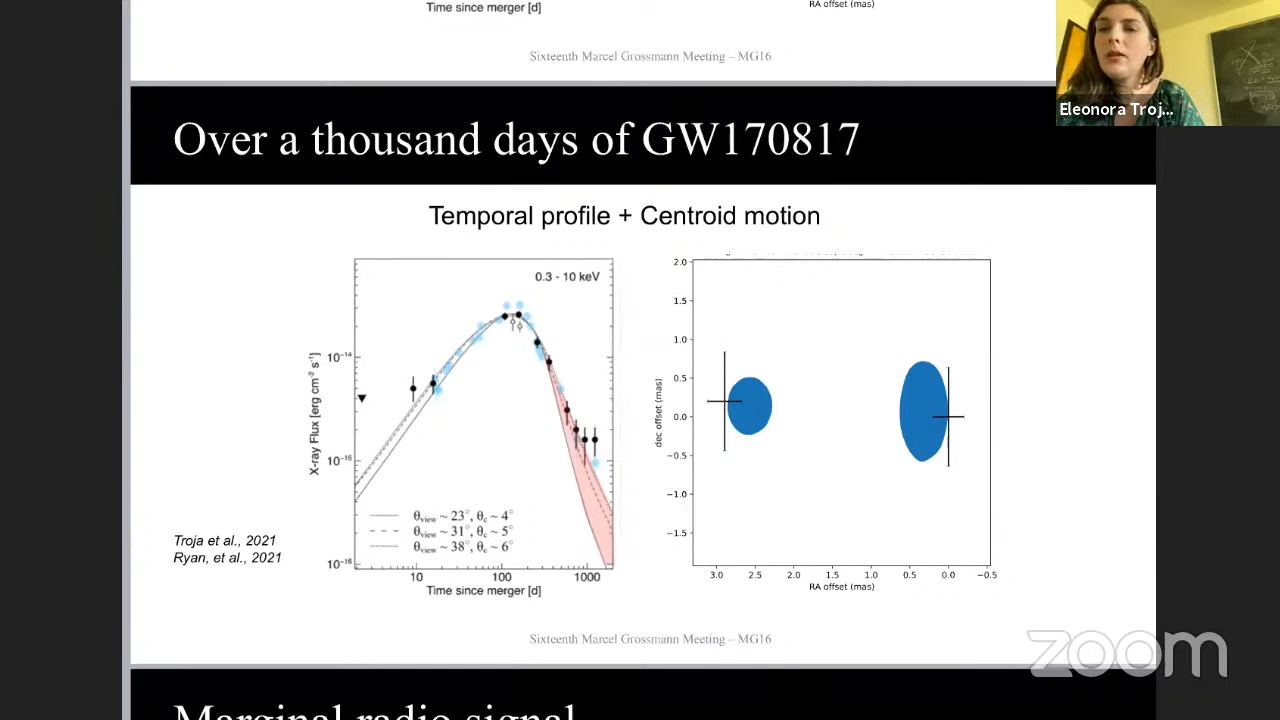 Time since merger [d]
RA offset (mas)
Sixteenth Marcel Grossmann Meeting – MG16
Eleonora Troj...
Over a thousand days of GW170817
Temporal profile + Centroid motion
0.3 - 10 keV
X-ray Flux [erg cm⁻² s⁻¹]
10⁻¹⁴
10⁻¹⁵
10⁻¹⁶
θview ~ 23°, θc ~ 4°
θview ~ 31°, θc ~ 5°
θview ~ 38°, θc ~ 6°
10 100 1000
Time since merger [d]
dec offset (mas)
2.0
1.5
1.0
0.5
0.0
−0.5
−1.0
−1.5
3.0 2.5 2.0 1.5 1.0 0.5 0.0 −0.5
RA offset (mas)
Troja et al., 2021
Ryan, et al., 2021
Sixteenth Marcel Grossmann Meeting – MG16
zoom
Marginal radio signal